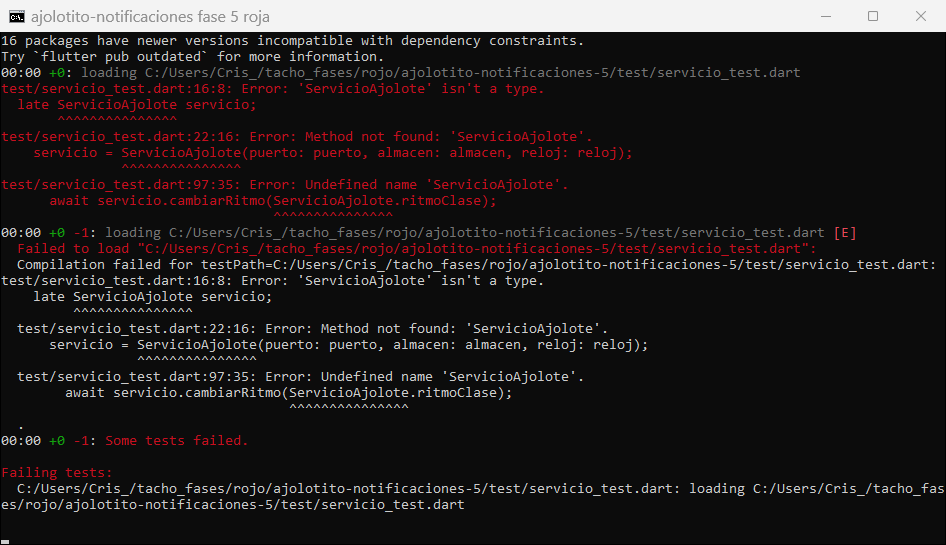 ajolotito-notificaciones fase 5 roja
16 packages have newer versions incompatible with dependency constraints.
Try `flutter pub outdated` for more information.
00:00 +0: loading C:/Users/Cris_/tacho_fases/rojo/ajolotito-notificaciones-5/test/servicio_test.dart
test/servicio_test.dart:16:8: Error: 'ServicioAjolote' isn't a type.
  late ServicioAjolote servicio;
       ^^^^^^^^^^^^^^^
test/servicio_test.dart:22:16: Error: Method not found: 'ServicioAjolote'.
    servicio = ServicioAjolote(puerto: puerto, almacen: almacen, reloj: reloj);
               ^^^^^^^^^^^^^^^
test/servicio_test.dart:97:35: Error: Undefined name 'ServicioAjolote'.
      await servicio.cambiarRitmo(ServicioAjolote.ritmoClase);
                                  ^^^^^^^^^^^^^^^
00:00 +0 -1: loading C:/Users/Cris_/tacho_fases/rojo/ajolotito-notificaciones-5/test/servicio_test.dart [E]
  Failed to load "C:/Users/Cris_/tacho_fases/rojo/ajolotito-notificaciones-5/test/servicio_test.dart":
  Compilation failed for testPath=C:/Users/Cris_/tacho_fases/rojo/ajolotito-notificaciones-5/test/servicio_test.dart:
test/servicio_test.dart:16:8: Error: 'ServicioAjolote' isn't a type.
    late ServicioAjolote servicio;
         ^^^^^^^^^^^^^^^
  test/servicio_test.dart:22:16: Error: Method not found: 'ServicioAjolote'.
      servicio = ServicioAjolote(puerto: puerto, almacen: almacen, reloj: reloj);
                 ^^^^^^^^^^^^^^^
  test/servicio_test.dart:97:35: Error: Undefined name 'ServicioAjolote'.
        await servicio.cambiarRitmo(ServicioAjolote.ritmoClase);
                                    ^^^^^^^^^^^^^^^
  .
00:00 +0 -1: Some tests failed.
Failing tests:
  C:/Users/Cris_/tacho_fases/rojo/ajolotito-notificaciones-5/test/servicio_test.dart: loading C:/Users/Cris_/tacho_fas
es/rojo/ajolotito-notificaciones-5/test/servicio_test.dart